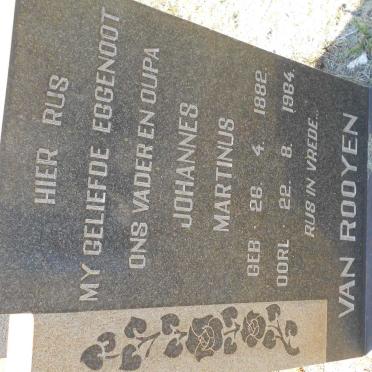 HIER RUS
MY GELIEFDE EGGENOOT
ONS VADER EN OUPA
JOHANNES
MARTINUS
GEB. 26. 4. 1882.
OORL. 22. 8. 1964.
RUS IN VREDE.
VAN ROOYEN